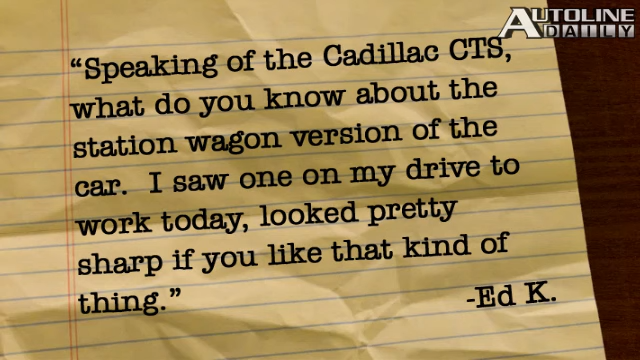 AUTOLINE
DAILY
“Speaking of the Cadillac CTS,
what do you know about the
station wagon version of the
car.  I saw one on my drive to
work today, looked pretty
sharp if you like that kind of
thing.”
-Ed K.